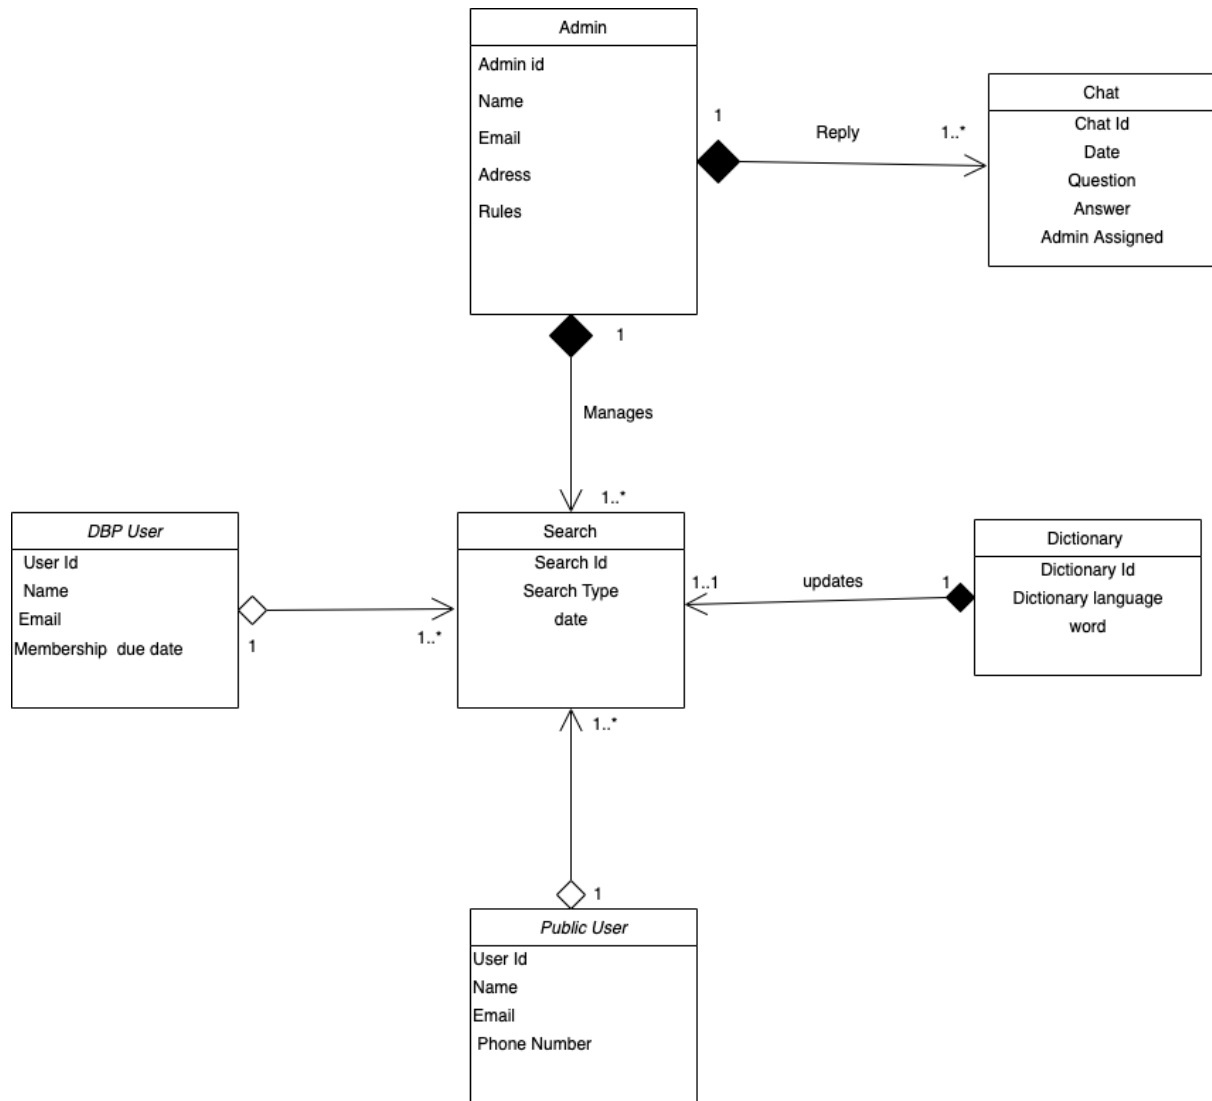 Admin
Admin id
Name
Email
Adress
Rules
1
Reply
1..*
Chat
Chat Id
Date
Question
Answer
Admin Assigned
1
Manages
1..*
DBP User
User Id
Name
Email
Membership  due date
1
1..*
Search
Search Id
Search Type
date
1..1
updates
1
Dictionary
Dictionary Id
Dictionary language
word
1..*
1
Public User
User Id
Name
Email
Phone Number